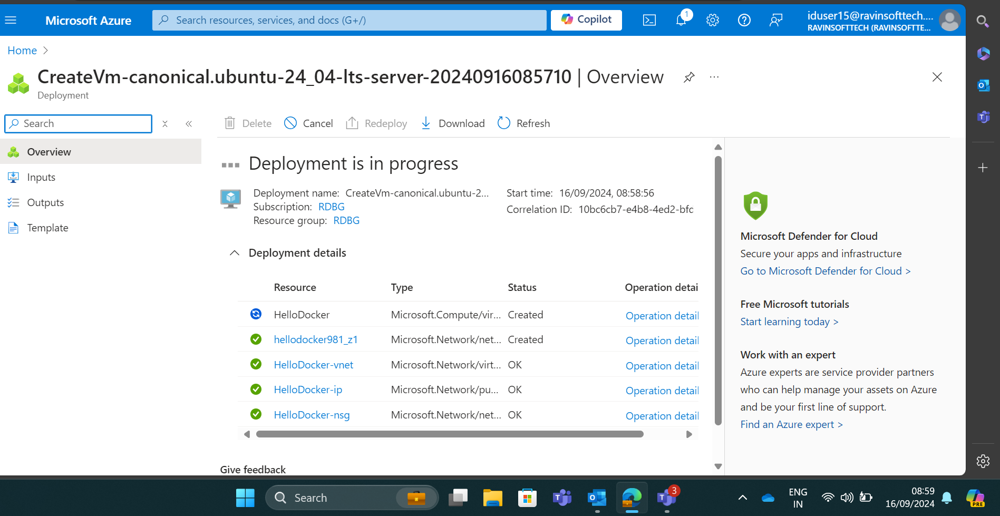 Microsoft Azure
Search resources, services, and docs (G+/)
Copilot
1
iduser15@ravinsofttech....
RAVINSOFTTECH (RAVINSOFTTE...
Home
CreateVm-canonical.ubuntu-24_04-lts-server-20240916085710 | Overview
...
Deployment
Search
Delete
Cancel
Redeploy
Download
Refresh
Overview
Inputs
Outputs
Template
Deployment is in progress
Deployment name: CreateVm-canonical.ubuntu-2...
Subscription: RDBG
Resource group: RDBG
Start time: 16/09/2024, 08:58:56
Correlation ID: 10bc6cb7-e4b8-4ed2-bfc
Deployment details
Resource Type Status Operation detai
HelloDocker Microsoft.Compute/vir... Created Operation detail
hellodocker981_z1 Microsoft.Network/net... Created Operation detail
HelloDocker-vnet Microsoft.Network/virt... OK Operation detail
HelloDocker-ip Microsoft.Network/pu... OK Operation detail
HelloDocker-nsg Microsoft.Network/net... OK Operation detail
Give feedback
Microsoft Defender for Cloud
Secure your apps and infrastructure
Go to Microsoft Defender for Cloud >
Free Microsoft tutorials
Start learning today >
Work with an expert
Azure experts are service provider partners
who can help manage your assets on Azure
and be your first line of support.
Find an Azure expert >
Search
3
ENG
IN
08:59
16/09/2024
PRE